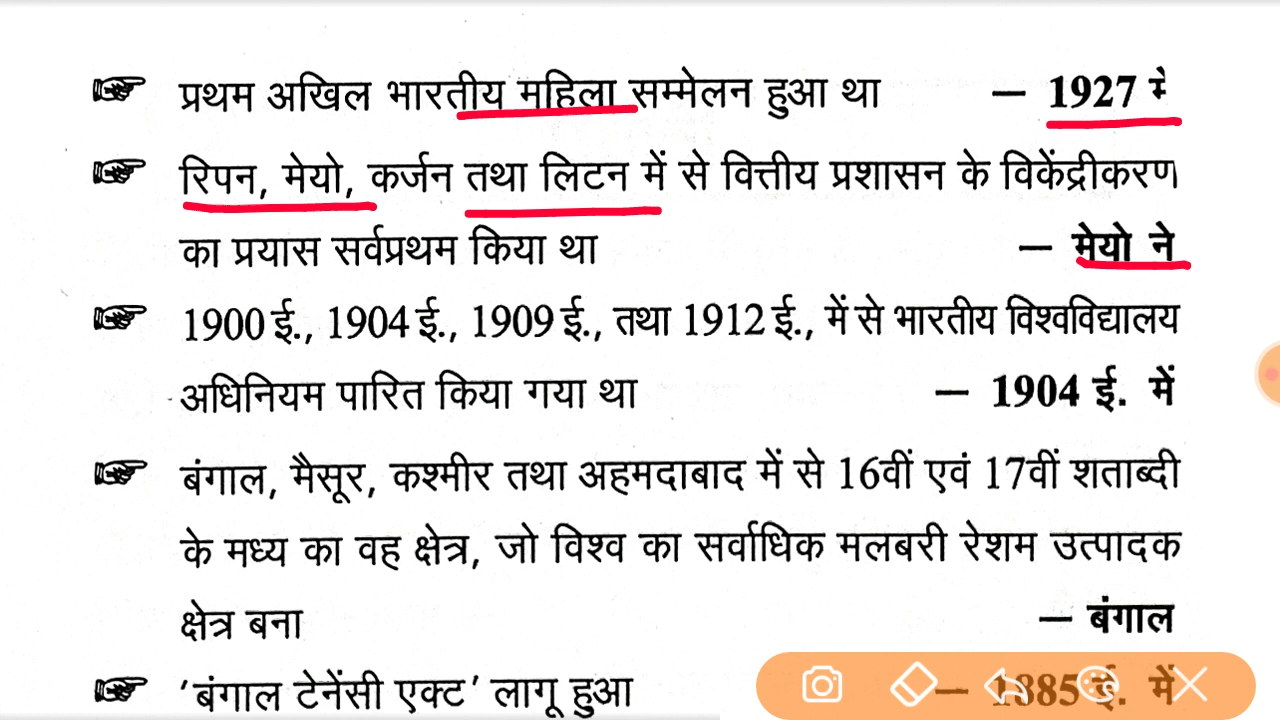 प्रथम अखिल भारतीय महिला सम्मेलन हुआ था — 1927 में
रिपन, मेयो, कर्जन तथा लिटन में से वित्तीय प्रशासन के विकेंद्रीकरण
का प्रयास सर्वप्रथम किया था — मेयो ने
1900 ई., 1904 ई., 1909 ई., तथा 1912 ई., में से भारतीय विश्वविद्यालय
अधिनियम पारित किया गया था — 1904 ई. में
बंगाल, मैसूर, कश्मीर तथा अहमदाबाद में से 16वीं एवं 17वीं शताब्दी
के मध्य का वह क्षेत्र, जो विश्व का सर्वाधिक मलबरी रेशम उत्पादक
क्षेत्र बना — बंगाल
‘बंगाल टेनेंसी एक्ट’ लागू हुआ — 1885 ई. में